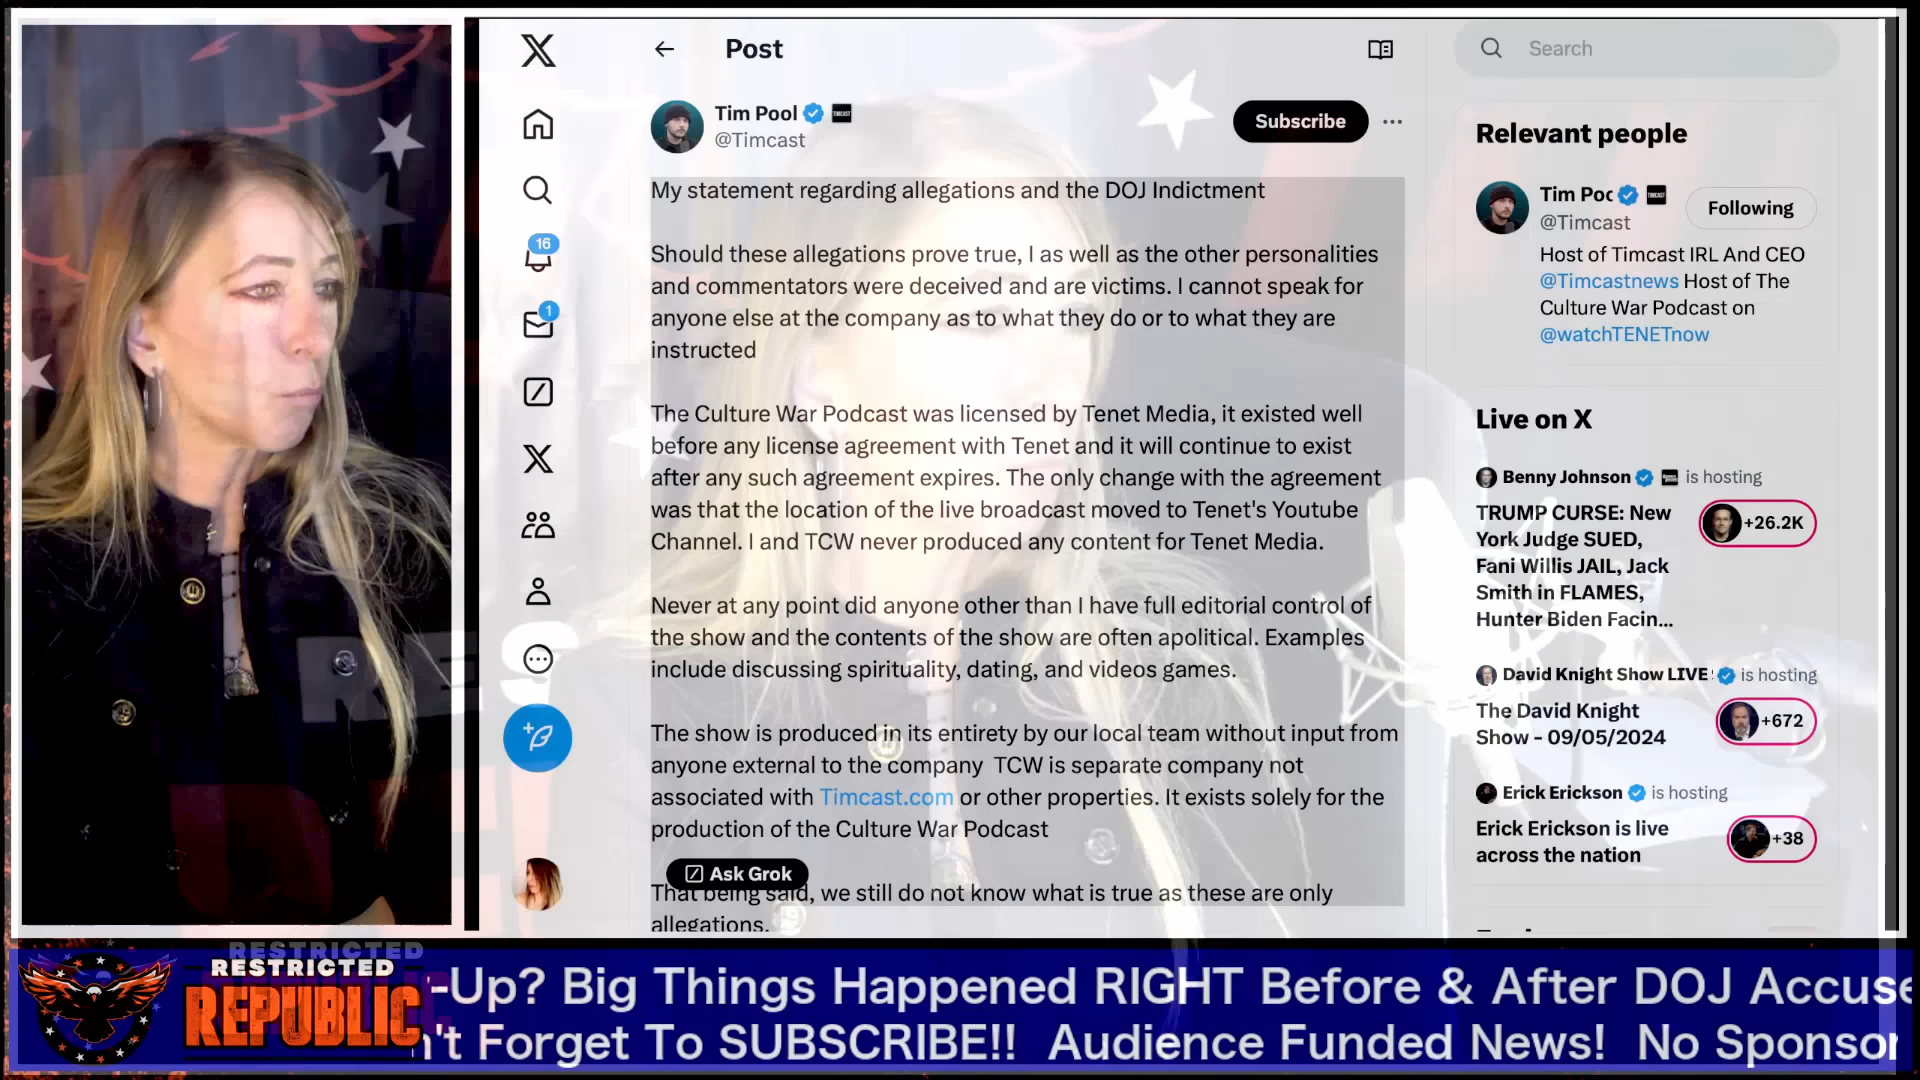 Post
Search
Tim Pool
@Timcast
Subscribe
My statement regarding allegations and the DOJ Indictment
Should these allegations prove true, I as well as the other personalities
and commentators were deceived and are victims. I cannot speak for
anyone else at the company as to what they do or to what they are
instructed
The Culture War Podcast was licensed by Tenet Media, it existed well
before any license agreement with Tenet and it will continue to exist
after any such agreement expires. The only change with the agreement
was that the location of the live broadcast moved to Tenet's Youtube
Channel. I and TCW never produced any content for Tenet Media.
Never at any point did anyone other than I have full editorial control of
the show and the contents of the show are often apolitical. Examples
include discussing spirituality, dating, and videos games.
The show is produced in its entirety by our local team without input from
anyone external to the company  TCW is separate company not
associated with Timcast.com or other properties. It exists solely for the
production of the Culture War Podcast
Ask Grok
That being said, we still do not know what is true as these are only
allegations.
16
1
Relevant people
Tim Poo
@Timcast
Following
Host of Timcast IRL And CEO
@Timcastnews Host of The
Culture War Podcast on
@watchTENETnow
Live on X
Benny Johnson is hosting
TRUMP CURSE: New
York Judge SUED,
Fani Willis JAIL, Jack
Smith in FLAMES,
Hunter Biden Facin...
+26.2K
David Knight Show LIVE is hosting
The David Knight
Show - 09/05/2024
+672
Erick Erickson is hosting
Erick Erickson is live
across the nation
+38
RESTRICTED
RESTRICTED
REPUBLIC
-Up? Big Things Happened RIGHT Before & After DOJ Accuse
't Forget To SUBSCRIBE!!  Audience Funded News!  No Sponsor